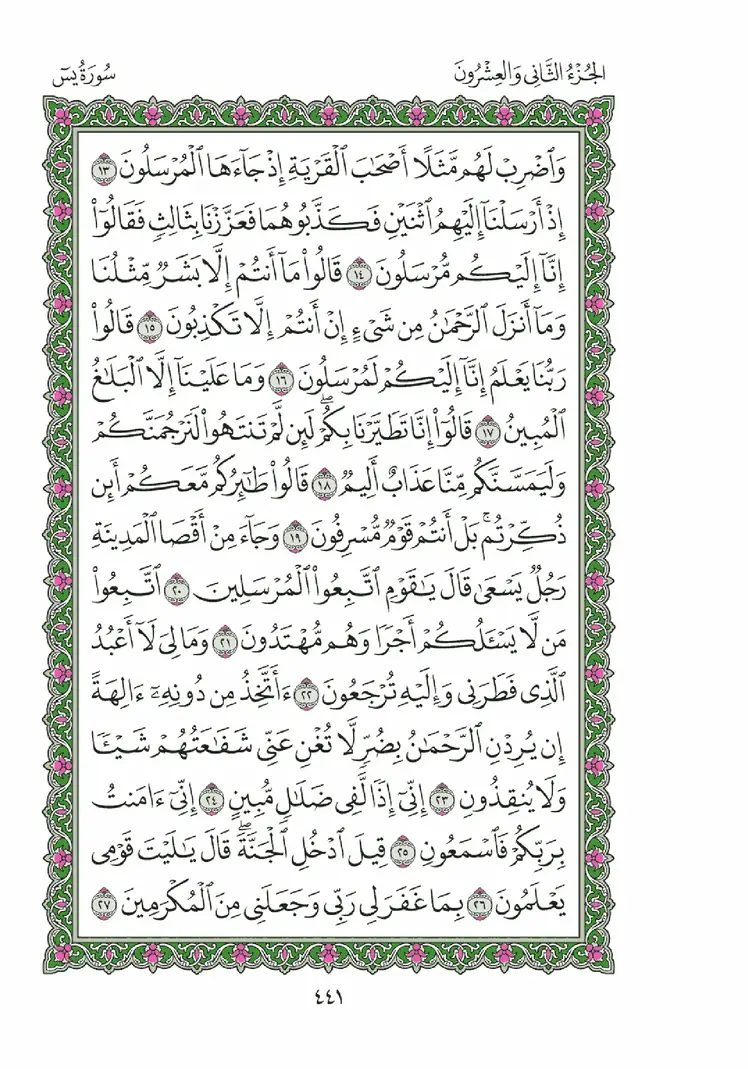 الجُزْءُ الثَّانِي وَالعِشْرُونَ
سُورَةُ يسٓ
وَٱضْرِبْ لَهُم مَّثَلًا أَصْحَٰبَ ٱلْقَرْيَةِ إِذْ جَآءَهَا ٱلْمُرْسَلُونَ ١٣
إِذْ أَرْسَلْنَآ إِلَيْهِمُ ٱثْنَيْنِ فَكَذَّبُوهُمَا فَعَزَّزْنَا بِثَالِثٍ فَقَالُوٓا۟
إِنَّآ إِلَيْكُم مُّرْسَلُونَ ١٤ قَالُوا۟ مَآ أَنتُمْ إِلَّا بَشَرٌ مِّثْلُنَا
وَمَآ أَنزَلَ ٱلرَّحْمَٰنُ مِن شَىْءٍ إِنْ أَنتُمْ إِلَّا تَكْذِبُونَ ١٥ قَالُوا۟
رَبُّنَا يَعْلَمُ إِنَّآ إِلَيْكُمْ لَمُرْسَلُونَ ١٦ وَمَا عَلَيْنَآ إِلَّا ٱلْبَلَٰغُ
ٱلْمُبِينُ ١٧ قَالُوٓا۟ إِنَّا تَطَيَّرْنَا بِكُمْ ۖ لَئِن لَّمْ تَنتَهُوا۟ لَنَرْجُمَنَّكُمْ
وَلَيَمَسَّنَّكُم مِّنَّا عَذَابٌ أَلِيمٌ ١٨ قَالُوا۟ طَٰٓئِرُكُم مَّعَكُمْ أَئِن
ذُكِّرْتُم ۚ بَلْ أَنتُمْ قَوْمٌ مُّسْرِفُونَ ١٩ وَجَآءَ مِنْ أَقْصَا ٱلْمَدِينَةِ
رَجُلٌ يَسْعَىٰ قَالَ يَٰقَوْمِ ٱتَّبِعُوا۟ ٱلْمُرْسَلِينَ ٢٠ ٱتَّبِعُوا۟
مَن لَّا يَسْـَٔلُكُمْ أَجْرًا وَهُم مُّهْتَدُونَ ٢١ وَمَا لِىَ لَآ أَعْبُدُ
ٱلَّذِى فَطَرَنِى وَإِلَيْهِ تُرْجَعُونَ ٢٢ ءَأَتَّخِذُ مِن دُونِهِۦٓ ءَالِهَةً
إِن يُرِدْنِ ٱلرَّحْمَٰنُ بِضُرٍّ لَّا تُغْنِ عَنِّى شَفَٰعَتُهُمْ شَيْـًٔا
وَلَا يُنقِذُونِ ٢٣ إِنِّىٓ إِذًا لَّفِى ضَلَٰلٍ مُّبِينٍ ٢٤ إِنِّىٓ ءَامَنتُ
بِرَبِّكُمْ فَٱسْمَعُونِ ٢٥ قِيلَ ٱدْخُلِ ٱلْجَنَّةَ ۖ قَالَ يَٰلَيْتَ قَوْمِى
يَعْلَمُونَ ٢٦ بِمَا غَفَرَ لِى رَبِّى وَجَعَلَنِى مِنَ ٱلْمُكْرَمِينَ ٢٧
٤٤١